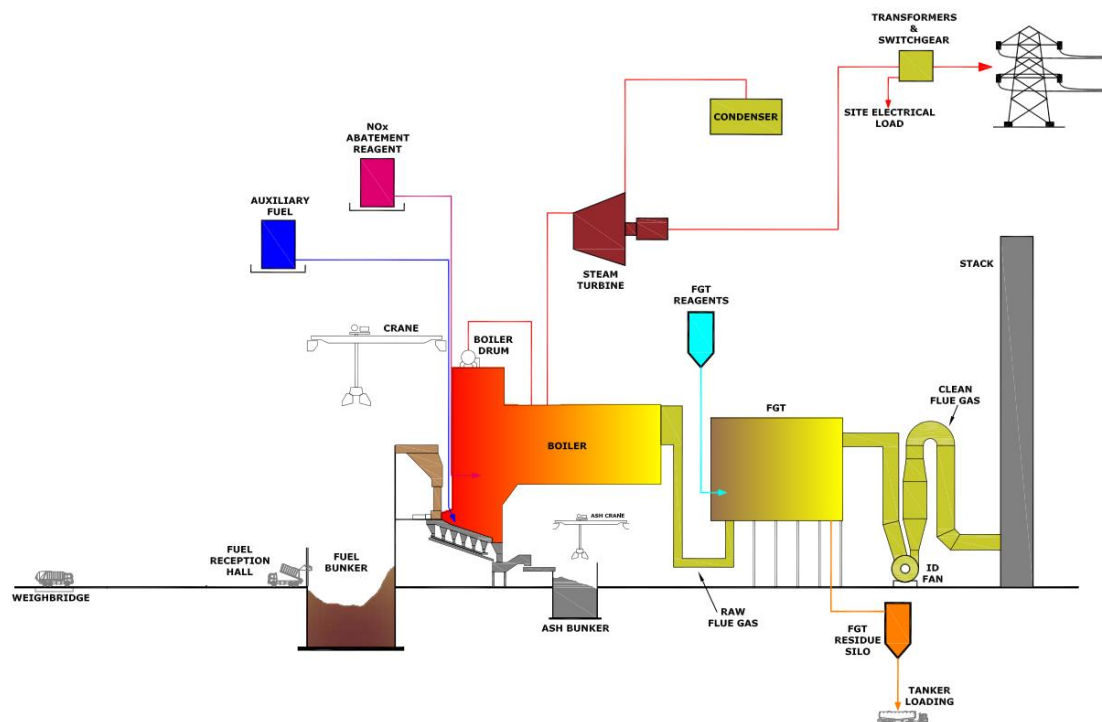 TRANSFORMERS
&
SWITCHGEAR
SITE ELECTRICAL
LOAD
CONDENSER
NOx
ABATEMENT
REAGENT
AUXILIARY
FUEL
STEAM
TURBINE
STACK
FGT
REAGENTS
CRANE
BOILER
DRUM
CLEAN
FLUE GAS
FGT
BOILER
ASH CRANE
FUEL
RECEPTION
HALL
FUEL
BUNKER
ID
FAN
WEIGHBRIDGE
ASH BUNKER
RAW
FLUE GAS
FGT
RESIDUE
SILO
TANKER
LOADING